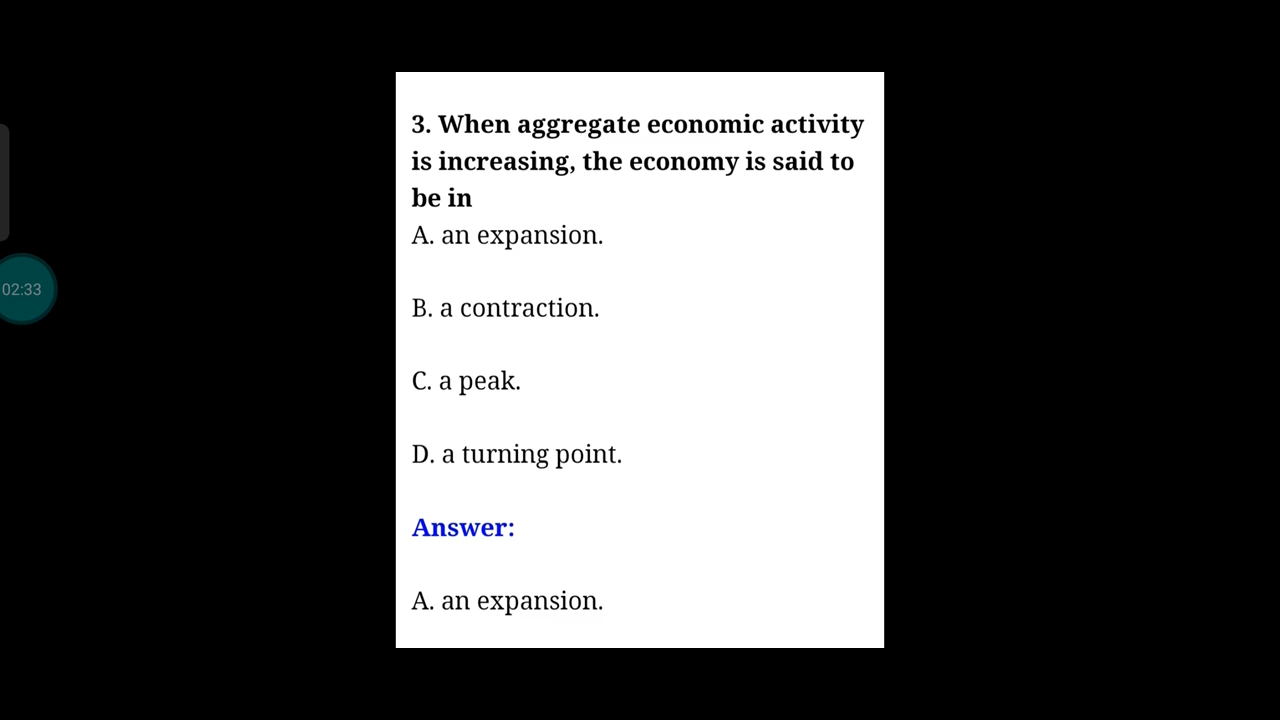 3. When aggregate economic activity
is increasing, the economy is said to
be in
A. an expansion.
B. a contraction.
C. a peak.
D. a turning point.
Answer:
A. an expansion.
02:33